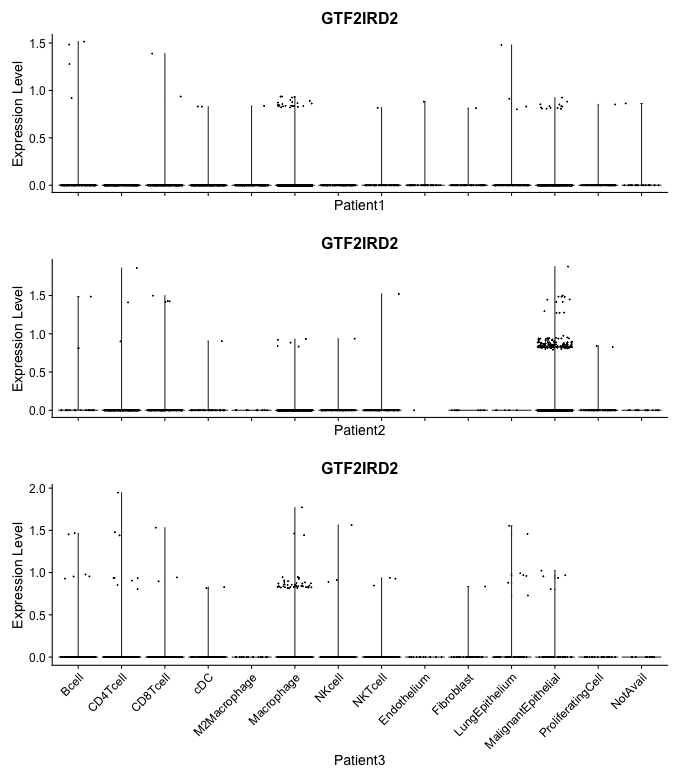 GTF2IRD2
Expression Level
1.5
1.0
0.5
0.0
Patient1
GTF2IRD2
Expression Level
1.5
1.0
0.5
0.0
Patient2
GTF2IRD2
Expression Level
2.0
1.5
1.0
0.5
0.0
Bcell
CD4Tcell
CD8Tcell
cDC
M2Macrophage
Macrophage
NKcell
NKTcell
Endothelium
Fibroblast
LungEpithelium
MalignantEpithelial
ProliferatingCell
NotAvail
Patient3